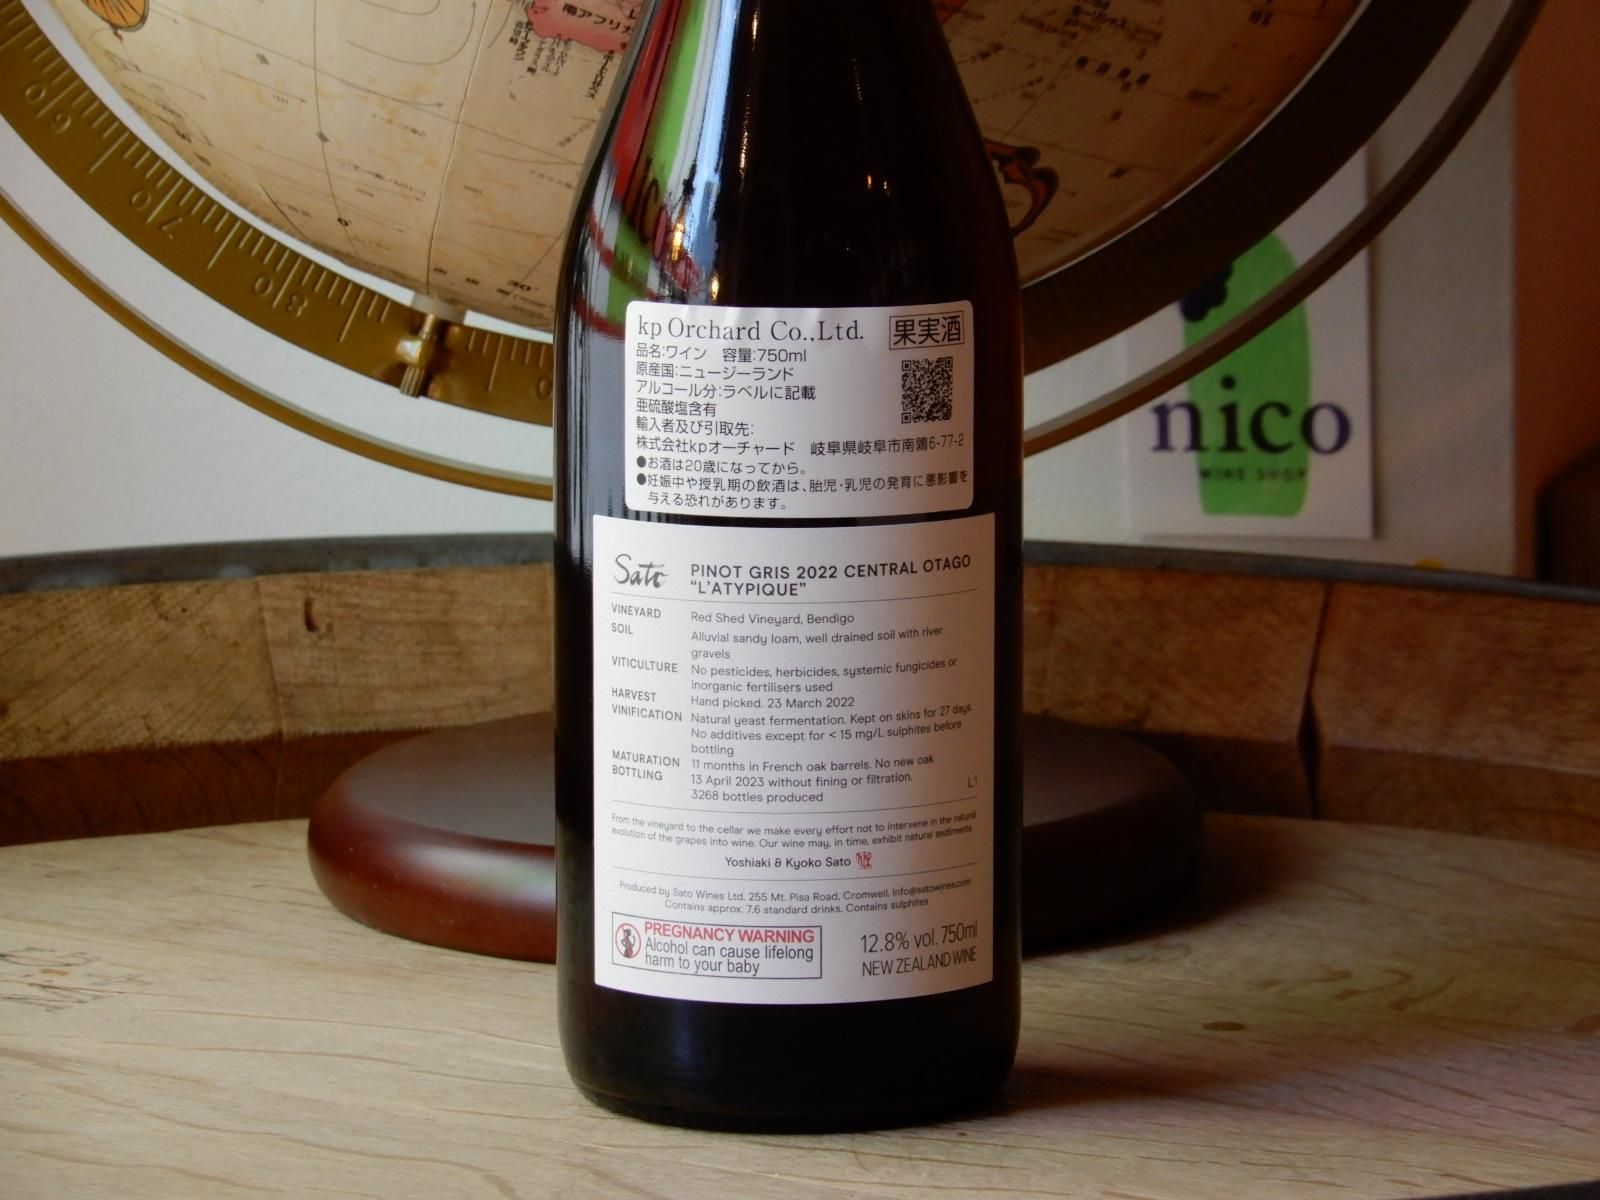 南アフリカ
60
70
80
30°
0°
kp Orchard Co.,Ltd. 果実酒
品名:ワイン 容量:750ml
原産国:ニュージーランド
アルコール分:ラベルに記載
亜硫酸塩含有
輸入者及び引取先:
株式会社kpオーチャード 岐阜県岐阜市南鶉6-77-2
●お酒は20歳になってから。
●妊娠中や授乳期の飲酒は、胎児・乳児の発育に悪影響を
与える恐れがあります。
Sato PINOT GRIS 2022 CENTRAL OTAGO
“L’ATYPIQUE”
VINEYARD Red Shed Vineyard, Bendigo
SOIL Alluvial sandy loam, well drained soil with river
gravels
VITICULTURE No pesticides, herbicides, systemic fungicides or
inorganic fertilisers used
HARVEST Hand picked. 23 March 2022
VINIFICATION Natural yeast fermentation. Kept on skins for 27 days.
No additives except for < 15 mg/L sulphites before
bottling
MATURATION 11 months in French oak barrels. No new oak
BOTTLING 13 April 2023 without fining or filtration. L1
3268 bottles produced
From the vineyard to the cellar we make every effort not to intervene in the natural
evolution of the grapes into wine. Our wine may, in time, exhibit natural sediments.
Yoshiaki & Kyoko Sato
Produced by Sato Wines Ltd. 255 Mt. Pisa Road, Cromwell. info@satowines.com
Contains approx. 7.6 standard drinks. Contains sulphites
PREGNANCY WARNING
Alcohol can cause lifelong
harm to your baby
12.8% vol. 750ml
NEW ZEALAND WINE
nico
WINE SHOP